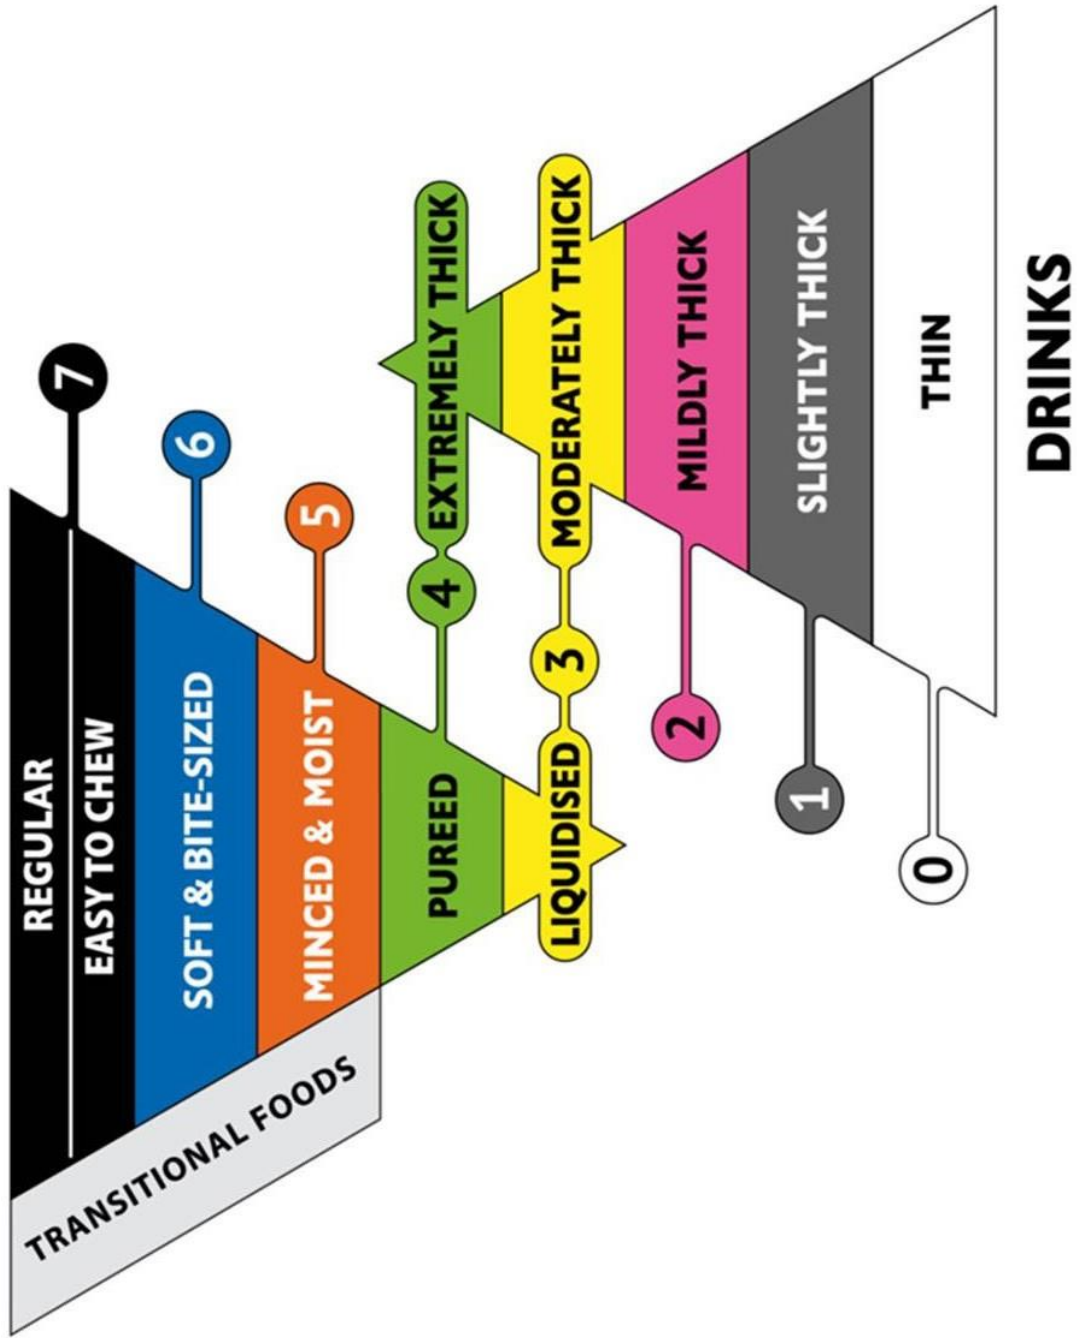 REGULAR
7
EASY TO CHEW
SOFT & BITE-SIZED
6
MINCED & MOIST
5
TRANSITIONAL FOODS
PUREED
4
EXTREMELY THICK
LIQUIDISED
3
MODERATELY THICK
2
MILDLY THICK
1
SLIGHTLY THICK
0
THIN
DRINKS